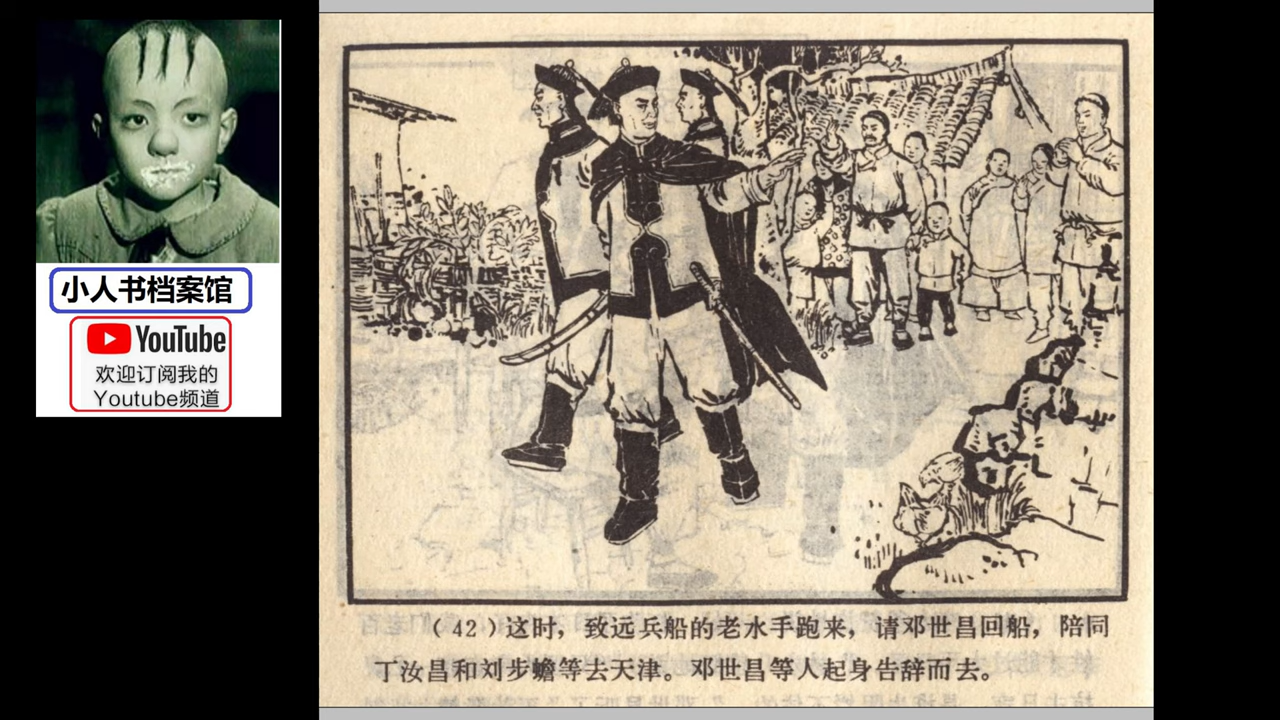 小人书档案馆
YouTube
欢迎订阅我的
Youtube频道
（42）这时，致远兵船的老水手跑来，请邓世昌回船，陪同
丁汝昌和刘步蟾等去天津。邓世昌等人起身告辞而去。